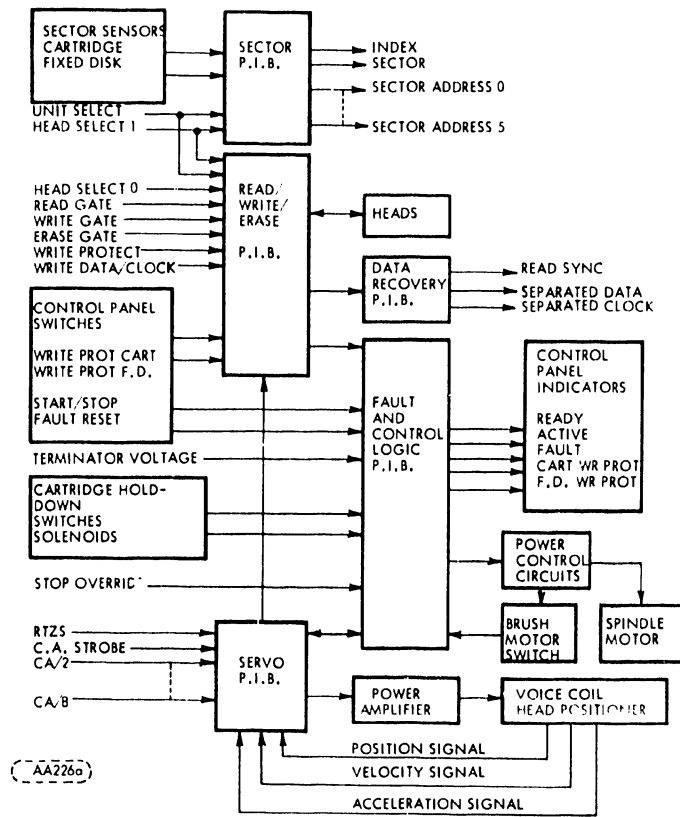 SECTOR SENSORS
CARTRIDGE
FIXED DISK
SECTOR
P.I.B.
INDEX
SECTOR
SECTOR ADDRESS 0
SECTOR ADDRESS 5
UNIT SELECT
HEAD SELECT 1
HEAD SELECT 0
READ GATE
WRITE GATE
ERASE GATE
WRITE PROTECT
WRITE DATA/CLOCK
READ/
WRITE/
ERASE
P.I.B.
HEADS
DATA
RECOVERY
P.I.B.
READ SYNC
SEPARATED DATA
SEPARATED CLOCK
CONTROL PANEL
SWITCHES
WRITE PROT CART
WRITE PROT F.D.
START/STOP
FAULT RESET
FAULT
AND
CONTROL
LOGIC
P.I.B.
CONTROL
PANEL
INDICATORS
READY
ACTIVE
FAULT
CART WR PROT
F.D. WR PROT
TERMINATOR VOLTAGE
CARTRIDGE HOLD-
DOWN
SWITCHES
SOLENOIDS
POWER
CONTROL
CIRCUITS
STOP
BRUSH
MOTOR
SWITCH
SPINDLE
MOTOR
RTZS
C.A. STROBE
CA/2
CA/8
SERVO
P.I.B.
POWER
AMPLIFIER
VOICE COIL
HEAD POSITIONER
POSITION SIGNAL
VELOCITY SIGNAL
ACCELERATION SIGNAL
AA226a